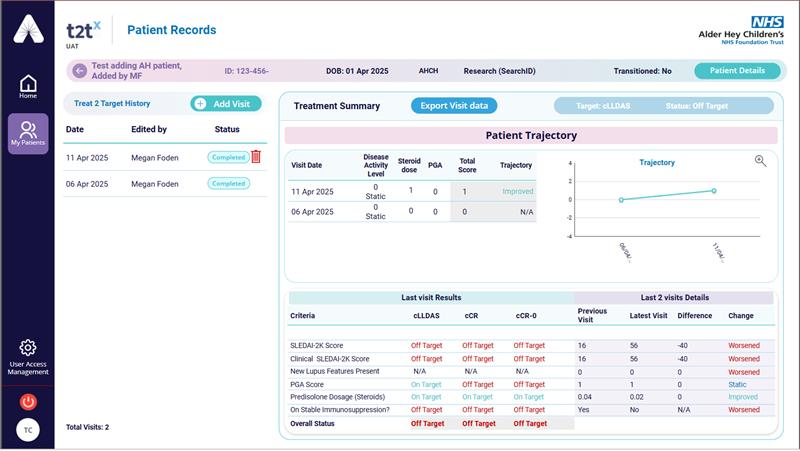 t2tx
UAT
Patient Records
NHS
Alder Hey Children's
NHS Foundation Trust
Home
My Patients
User Access
Management
TC
Test adding AH patient,
Added by MF
ID: 123-456-
DOB: 01 Apr 2025
AHCH
Research (SearchID)
Transitioned: No
Patient Details
Treat 2 Target History
Add Visit
Date Edited by Status
11 Apr 2025 Megan Foden Completed
06 Apr 2025 Megan Foden Completed
Total Visits: 2
Treatment Summary
Export Visit data
Target: cLLDAS Status: Off Target
Patient Trajectory
Visit Date Disease Activity Level Steroid dose PGA Total Score Trajectory
11 Apr 2025 0 Static 1 0 1 Improved
06 Apr 2025 0 Static 0 0 0 N/A
Trajectory
4
2
0
-2
-4
06/04/...
11/04/...
Last visit Results Last 2 visits Details
Criteria cLLDAS cCR cCR-0 Previous Visit Latest Visit Difference Change
SLEDAI-2K Score Off Target Off Target Off Target 16 56 -40 Worsened
Clinical SLEDAI-2K Score Off Target Off Target Off Target 16 56 -40 Worsened
New Lupus Features Present N/A N/A N/A 0 0 0 Worsened
PGA Score On Target Off Target Off Target 1 1 0 Static
Predisolone Dosage (Steroids) On Target On Target On Target 0.04 0.02 0 Improved
On Stable Immunosuppression? Off Target Off Target Off Target Yes No N/A Worsened
Overall Status Off Target Off Target Off Target